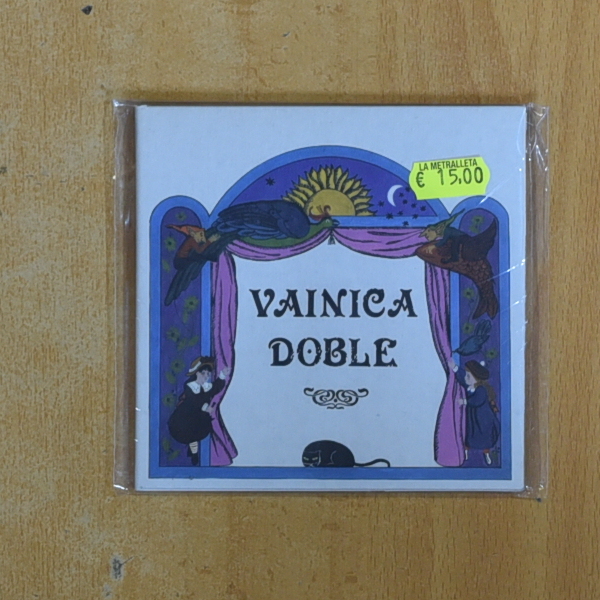 LA METRALLETA
€ 15,00
VAINICA
DOBLE